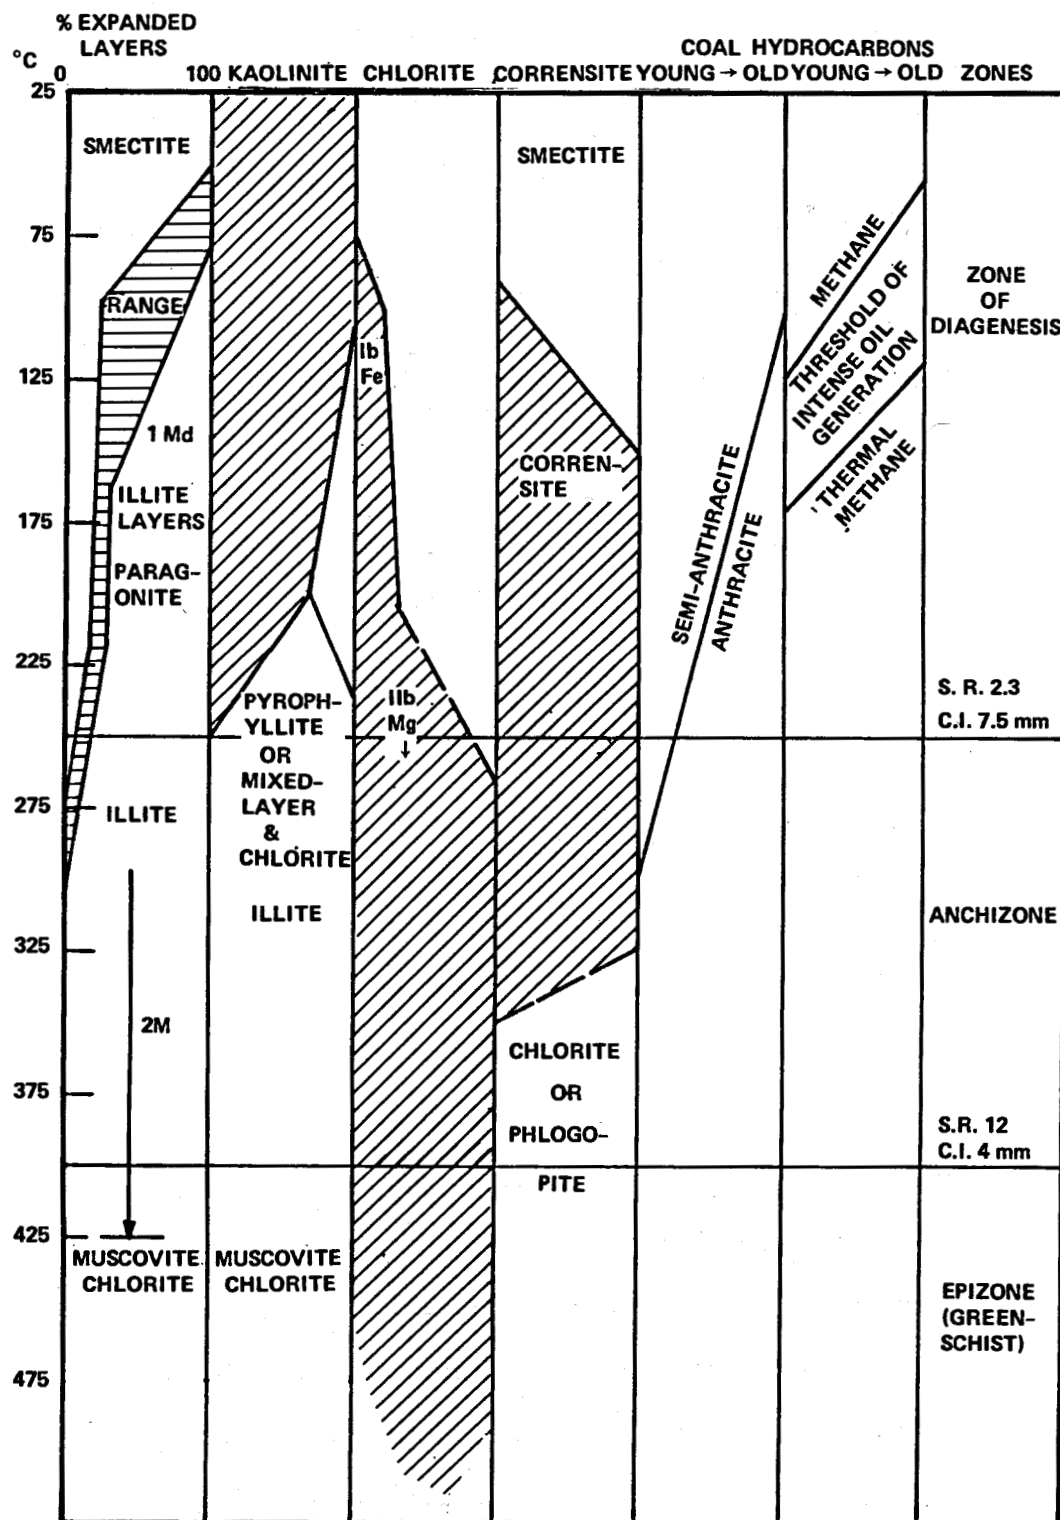 % EXPANDED
LAYERS
COAL HYDROCARBONS
°C 0 100 KAOLINITE CHLORITE CORRENSITE YOUNG → OLD YOUNG → OLD ZONES
25
SMECTITE
SMECTITE
75
METHANE
RANGE
THRESHOLD OF
INTENSE OIL
GENERATION
ZONE
OF
DIAGENESIS
Ib
Fe
125
1 Md
THERMAL
METHANE
CORREN-
SITE
ILLITE
LAYERS
175
SEMI-ANTHRACITE
ANTHRACITE
PARAG-
ONITE
225
PYROPH-
YLLITE
OR
MIXED-
LAYER
&
CHLORITE
IIb
Mg
↓
S. R. 2.3
C.I. 7.5 mm
275
ILLITE
ILLITE
ANCHIZONE
325
2M
CHLORITE
OR
PHLOGO-
PITE
375
S.R. 12
C.I. 4 mm
425
MUSCOVITE
CHLORITE
MUSCOVITE
CHLORITE
EPIZONE
(GREEN-
SCHIST)
475